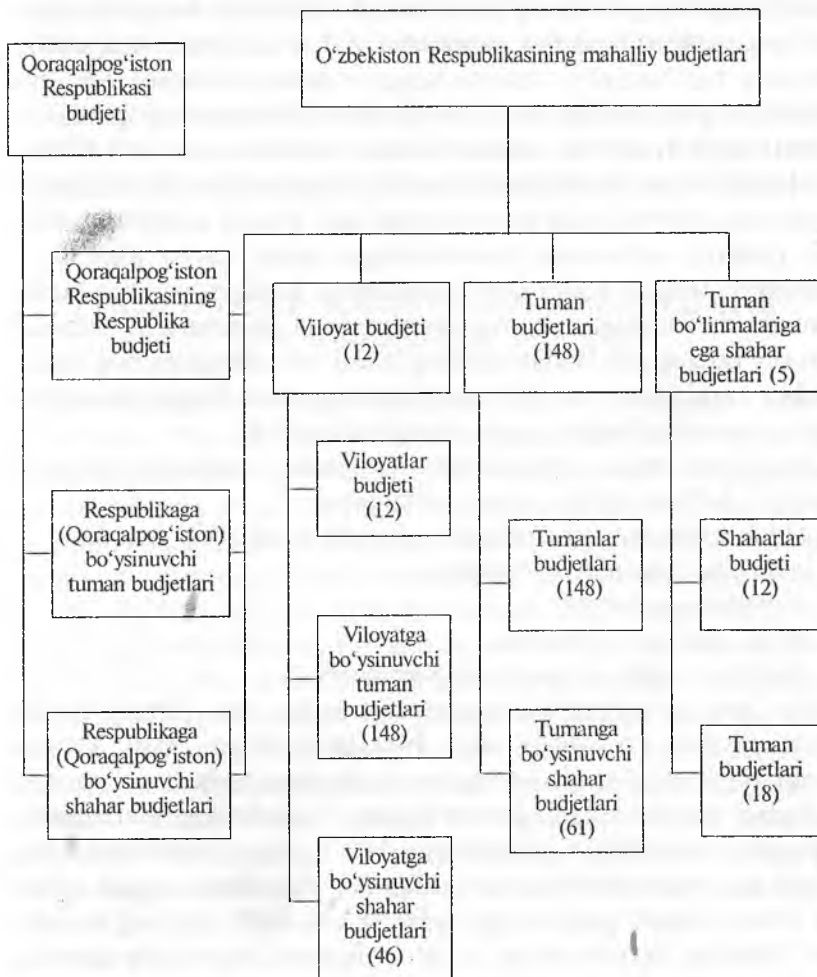 Qoraqalpog‘iston
Respublikasi
budjeti
O‘zbekiston Respublikasining mahalliy budjetlari
Qoraqalpog‘iston
Respublikasining
Respublika
budjeti
Viloyat budjeti
(12)
Tuman
budjetlari
(148)
Tuman
bo‘linmalariga
ega shahar
budjetlari (5)
Respublikaga
(Qoraqalpog‘iston)
bo‘ysinuvchi
tuman budjetlari
Viloyatlar
budjeti
(12)
Tumanlar
budjetlari
(148)
Shaharlar
budjeti
(12)
Respublikaga
(Qoraqalpog‘iston)
bo‘ysinuvchi
shahar budjetlari
Viloyatga
bo‘ysinuvchi
tuman
budjetlari
(148)
Tumanga
bo‘ysinuvchi
shahar
budjetlari
(61)
Tuman
budjetlari
(18)
Viloyatga
bo‘ysinuvchi
shahar
budjetlari
(46)